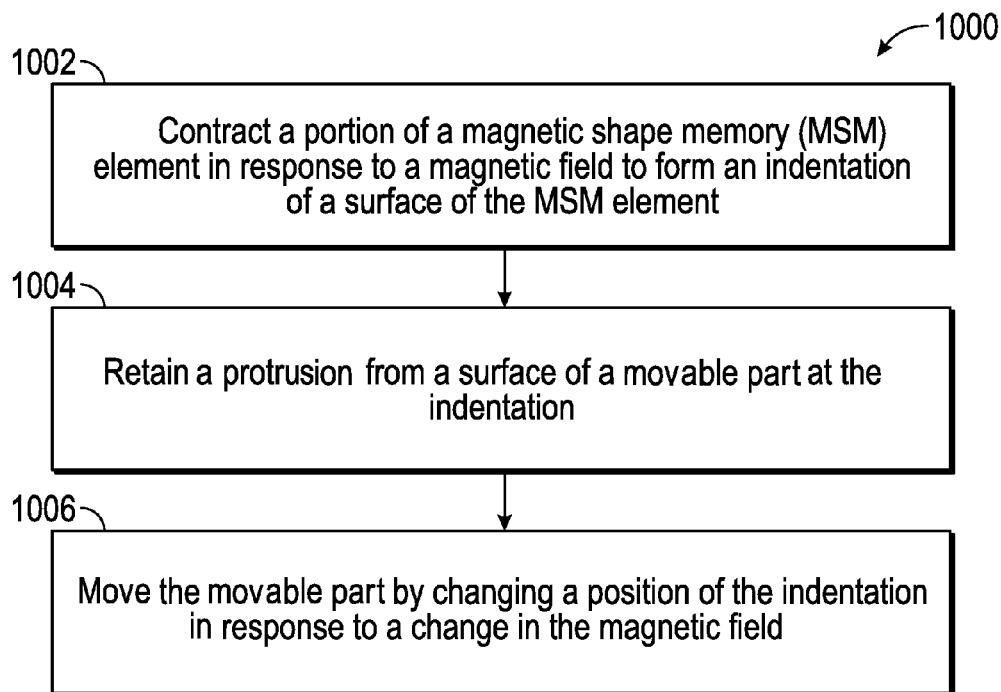 1000
1002
Contract a portion of a magnetic shape memory (MSM)
element in response to a magnetic field to form an indentation
of a surface of the MSM element
1004
Retain a protrusion from a surface of a movable part at the
indentation
1006
Move the movable part by changing a position of the indentation
in response to a change in the magnetic field